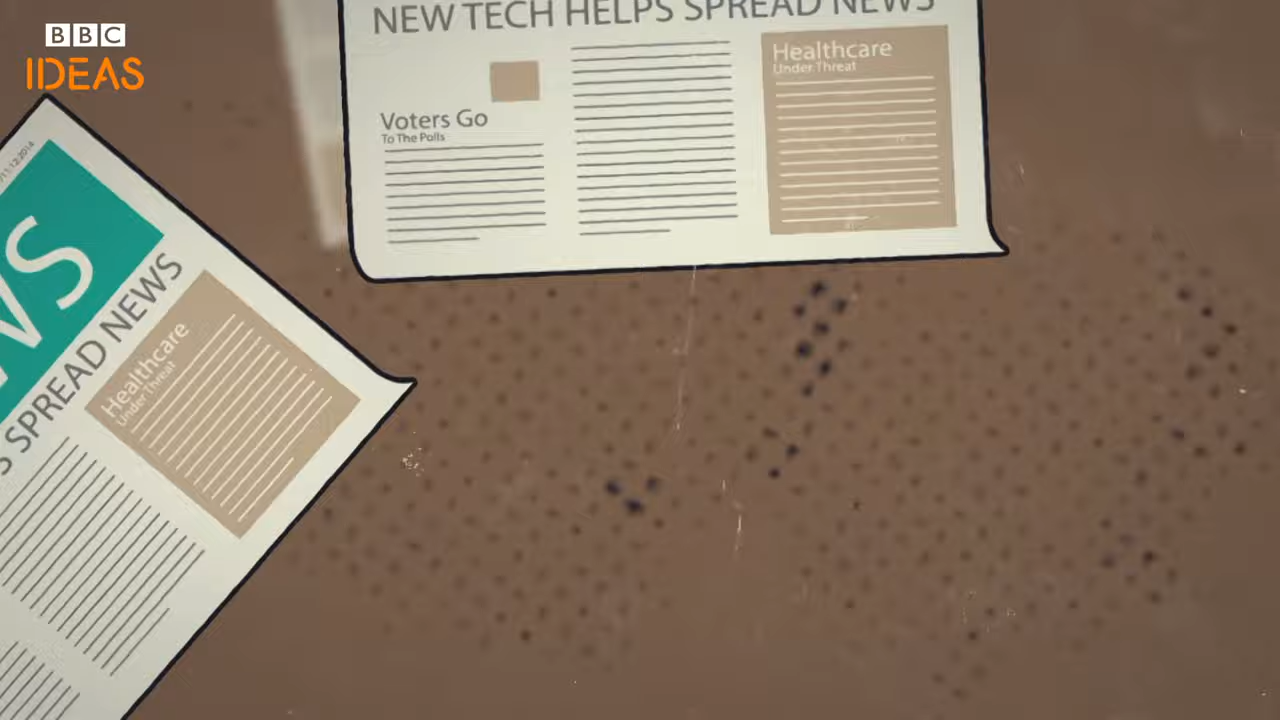 BBC
IDEAS
NEW TECH HELPS SPREAD NEWS
Voters Go
To The Polls
Healthcare
Under Threat
WS
S SPREAD NEWS
Healthcare
Under Threat